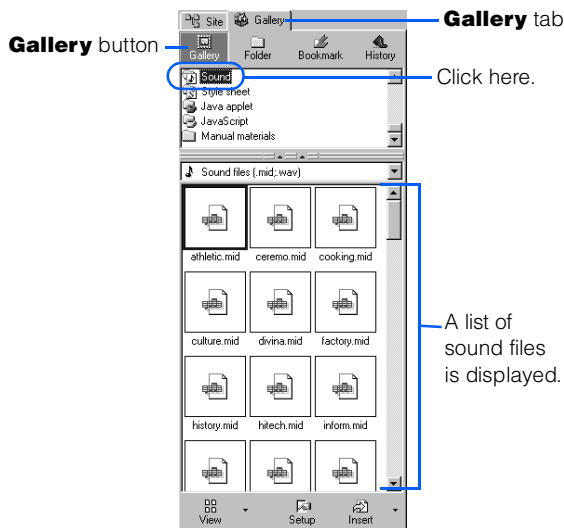 Site Gallery
Gallery tab
Gallery button
Gallery Folder Bookmark History
Sound
Click here.
Style sheet
Java applet
JavaScript
Manual materials
Sound files (.mid;.wav)
athletic.mid ceremo.mid cooking.mid
culture.mid divina.mid factory.mid
A list of
sound files
is displayed.
history.mid hitech.mid inform.mid
View Setup Insert